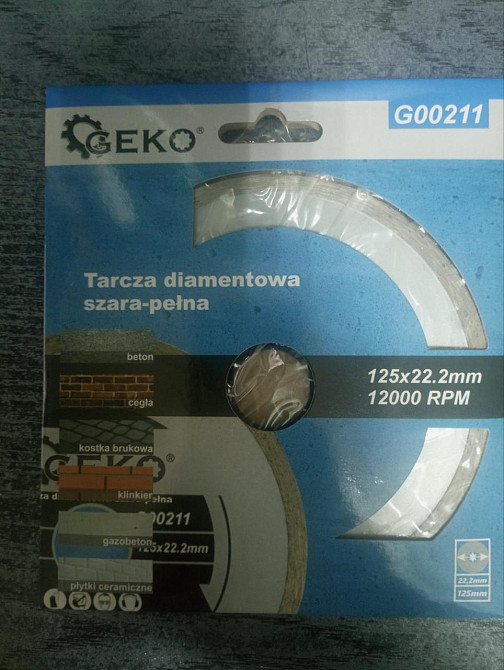 G00211
GEKO®
Tarcza diamentowa
szara-pełna
beton
125x22.2mm
12000 RPM
cegła
kostka brukowa
GEKO®
klinkier
G00211
gazobeton
125x22.2mm
płytki ceramiczne
22,2mm
125mm